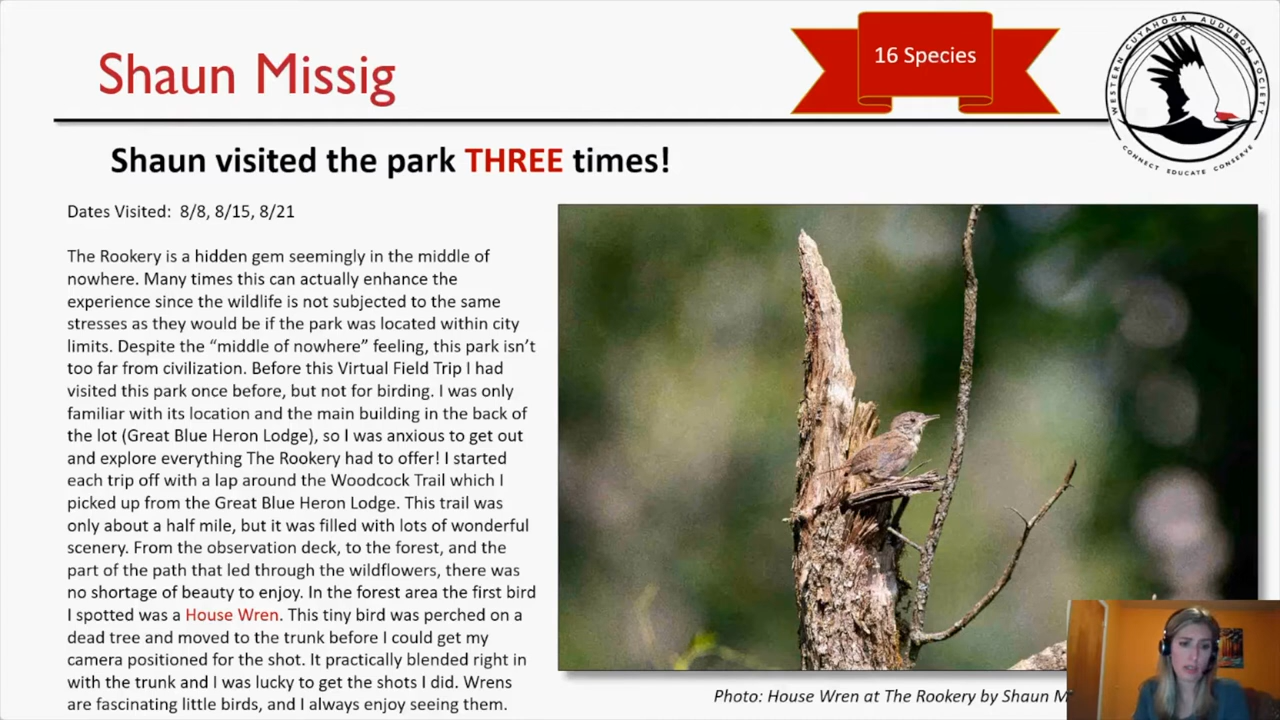 Shaun Missig
16 Species
WESTERN CUYAHOGA AUDUBON SOCIETY
CONNECT EDUCATE CONSERVE
Shaun visited the park THREE times!
Dates Visited:  8/8, 8/15, 8/21
The Rookery is a hidden gem seemingly in the middle of
nowhere. Many times this can actually enhance the
experience since the wildlife is not subjected to the same
stresses as they would be if the park was located within city
limits. Despite the “middle of nowhere” feeling, this park isn’t
too far from civilization. Before this Virtual Field Trip I had
visited this park once before, but not for birding. I was only
familiar with its location and the main building in the back of
the lot (Great Blue Heron Lodge), so I was anxious to get out
and explore everything The Rookery had to offer! I started
each trip off with a lap around the Woodcock Trail which I
picked up from the Great Blue Heron Lodge. This trail was
only about a half mile, but it was filled with lots of wonderful
scenery. From the observation deck, to the forest, and the
part of the path that led through the wildflowers, there was
no shortage of beauty to enjoy. In the forest area the first bird
I spotted was a House Wren. This tiny bird was perched on a
dead tree and moved to the trunk before I could get my
camera positioned for the shot. It practically blended right in
with the trunk and I was lucky to get the shots I did. Wrens
are fascinating little birds, and I always enjoy seeing them.
Photo: House Wren at The Rookery by Shaun